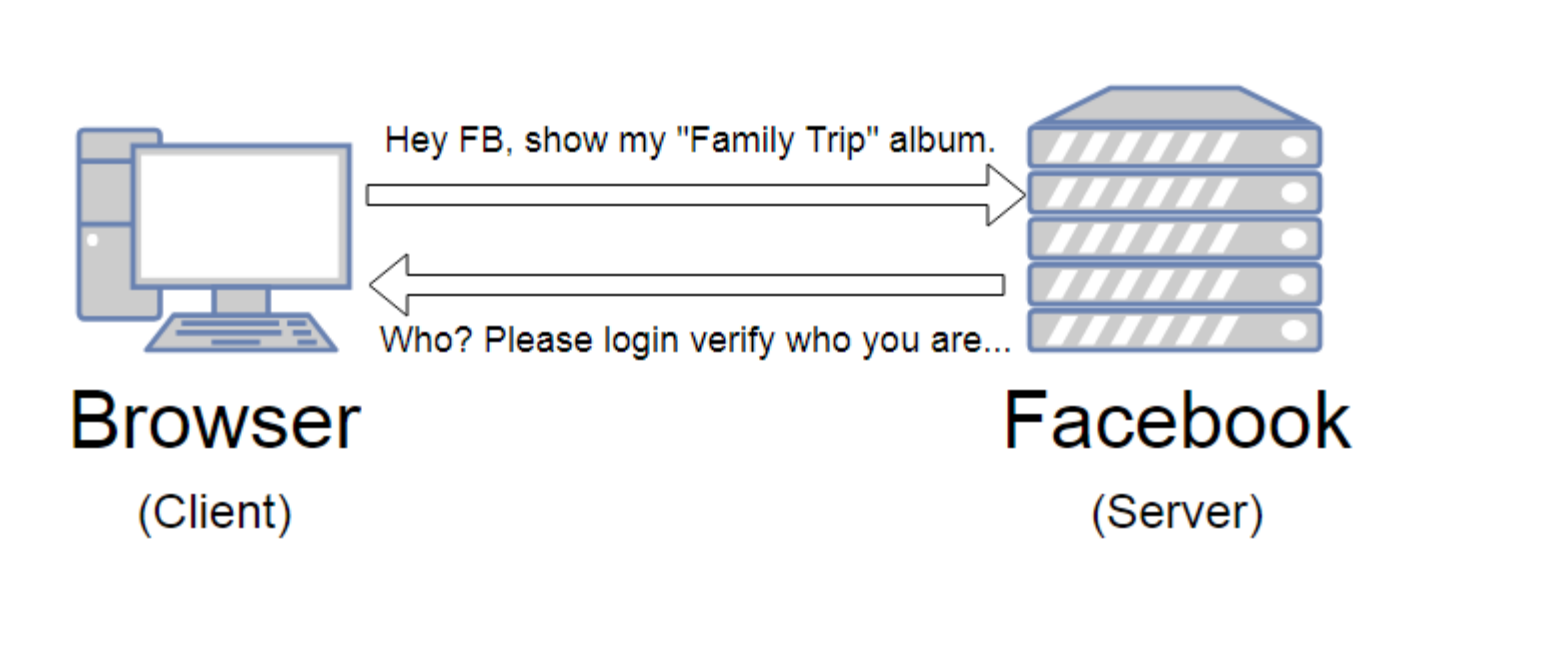 Hey FB, show my "Family Trip" album.
Who? Please login verify who you are...
Browser
(Client)
Facebook
(Server)